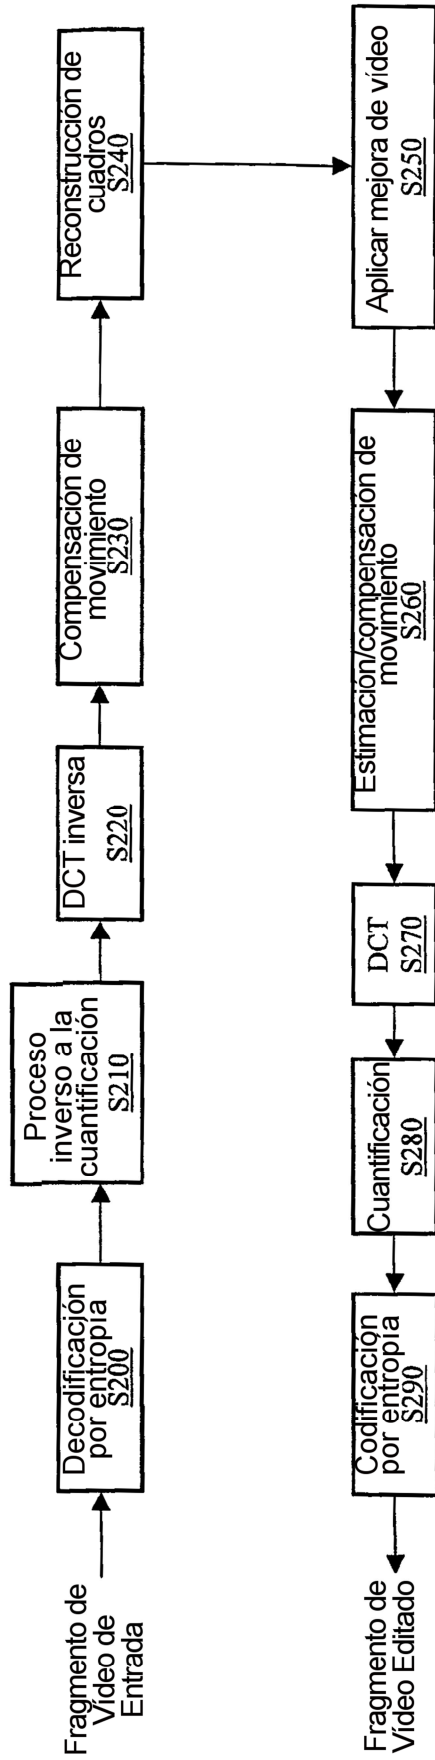 Fragmento de
Vídeo de
Entrada
Decodificación
por entropía
S200
Proceso
inverso a la
cuantificación
S210
DCT inversa
S220
Compensación de
movimiento
S230
Reconstrucción de
cuadros
S240
Aplicar mejora de vídeo
S250
Estimación/compensación de
movimiento
S260
DCT
S270
Cuantificación
S280
Codificación
por entropía
S290
Fragmento de
Vídeo Editado